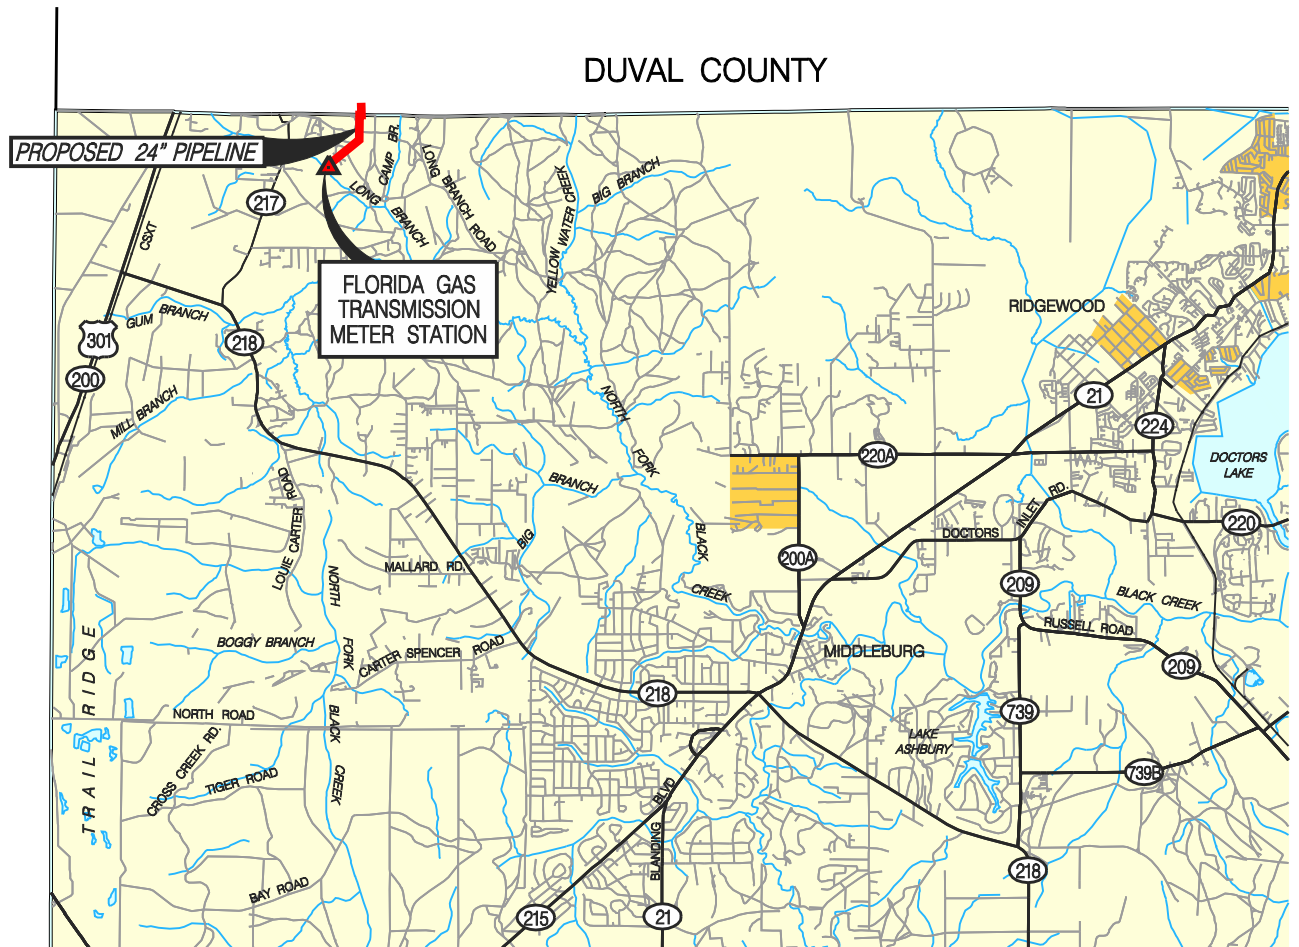 DUVAL COUNTY
PROPOSED 24" PIPELINE
CAMP BR.
LONG BRANCH
LONG BRANCH ROAD
YELLOW WATER CREEK
BIG BRANCH
217
CSXT
FLORIDA GAS
TRANSMISSION
METER STATION
GUM BRANCH
301
218
200
MILL BRANCH
RIDGEWOOD
21
224
220A
DOCTORS
LAKE
NORTH
FORK
BLACK
CREEK
BRANCH
BIG
LOUIE CARTER ROAD
MALLARD RD.
200A
DOCTORS
INLET RD.
220
209
BLACK CREEK
RUSSELL ROAD
209
NORTH
FORK
BLACK
CREEK
BOGGY BRANCH
CARTER SPENCER ROAD
MIDDLEBURG
218
TRAIL RIDGE
NORTH ROAD
CROSS CREEK RD.
TIGER ROAD
739
LAKE
ASHBURY
739B
BLANDING BLVD
BAY ROAD
218
215
21